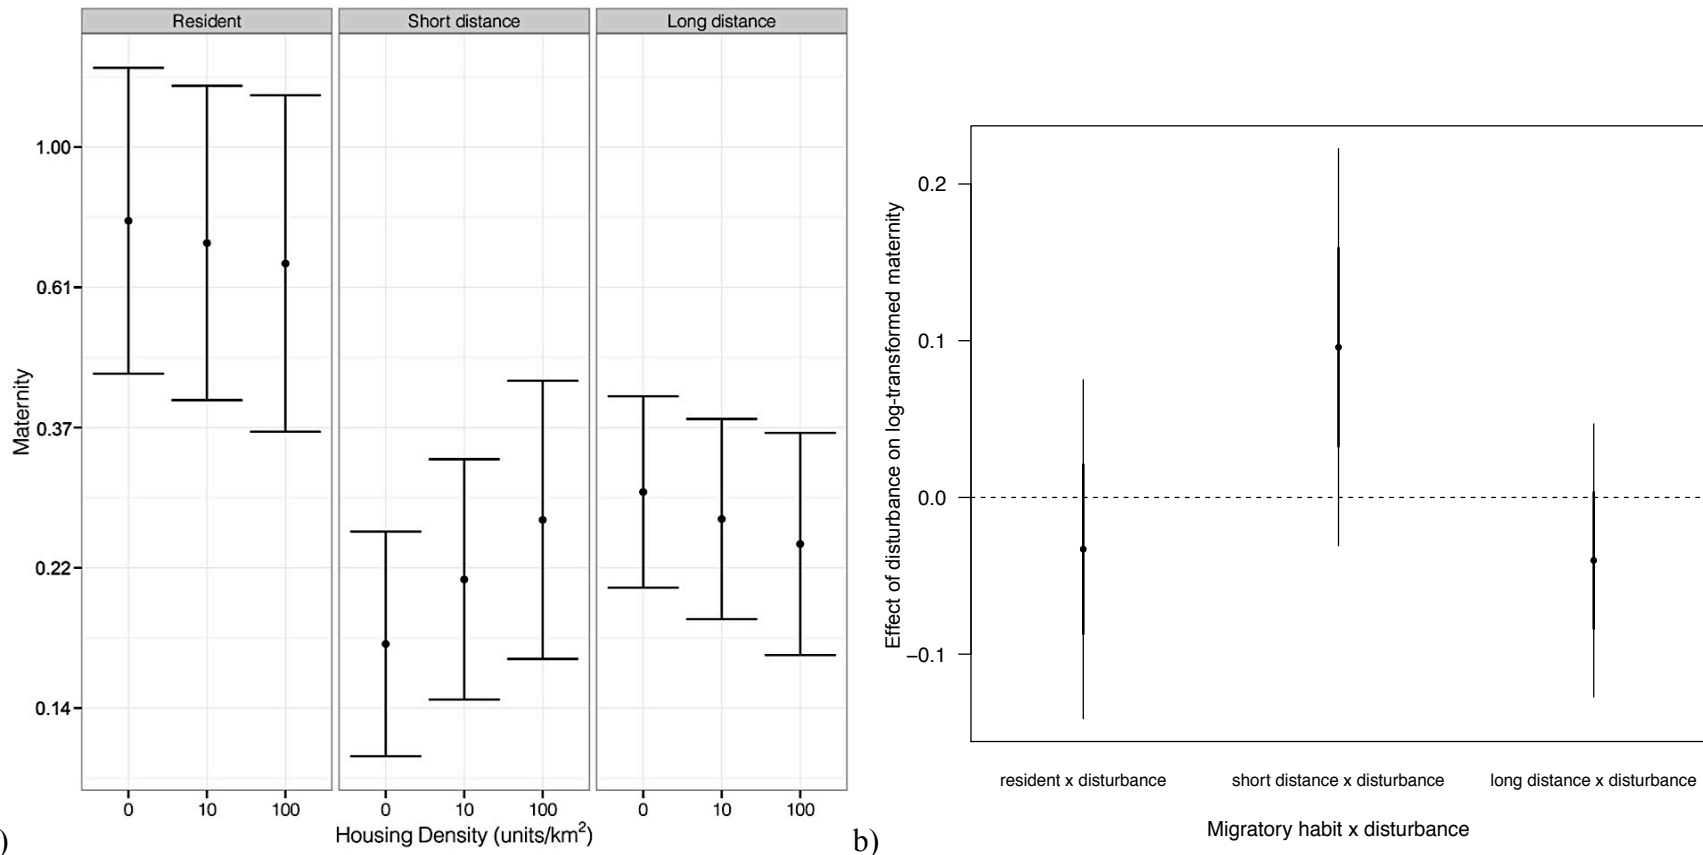 Resident Short distance Long distance
Maternity
1.00
0.61
0.37
0.22
0.14
0 10 100 0 10 100 0 10 100
Housing Density (units/km²)
)
Effect of disturbance on log-transformed maternity
0.2
0.1
0.0
−0.1
resident x disturbance short distance x disturbance long distance x disturbance
Migratory habit x disturbance
b)